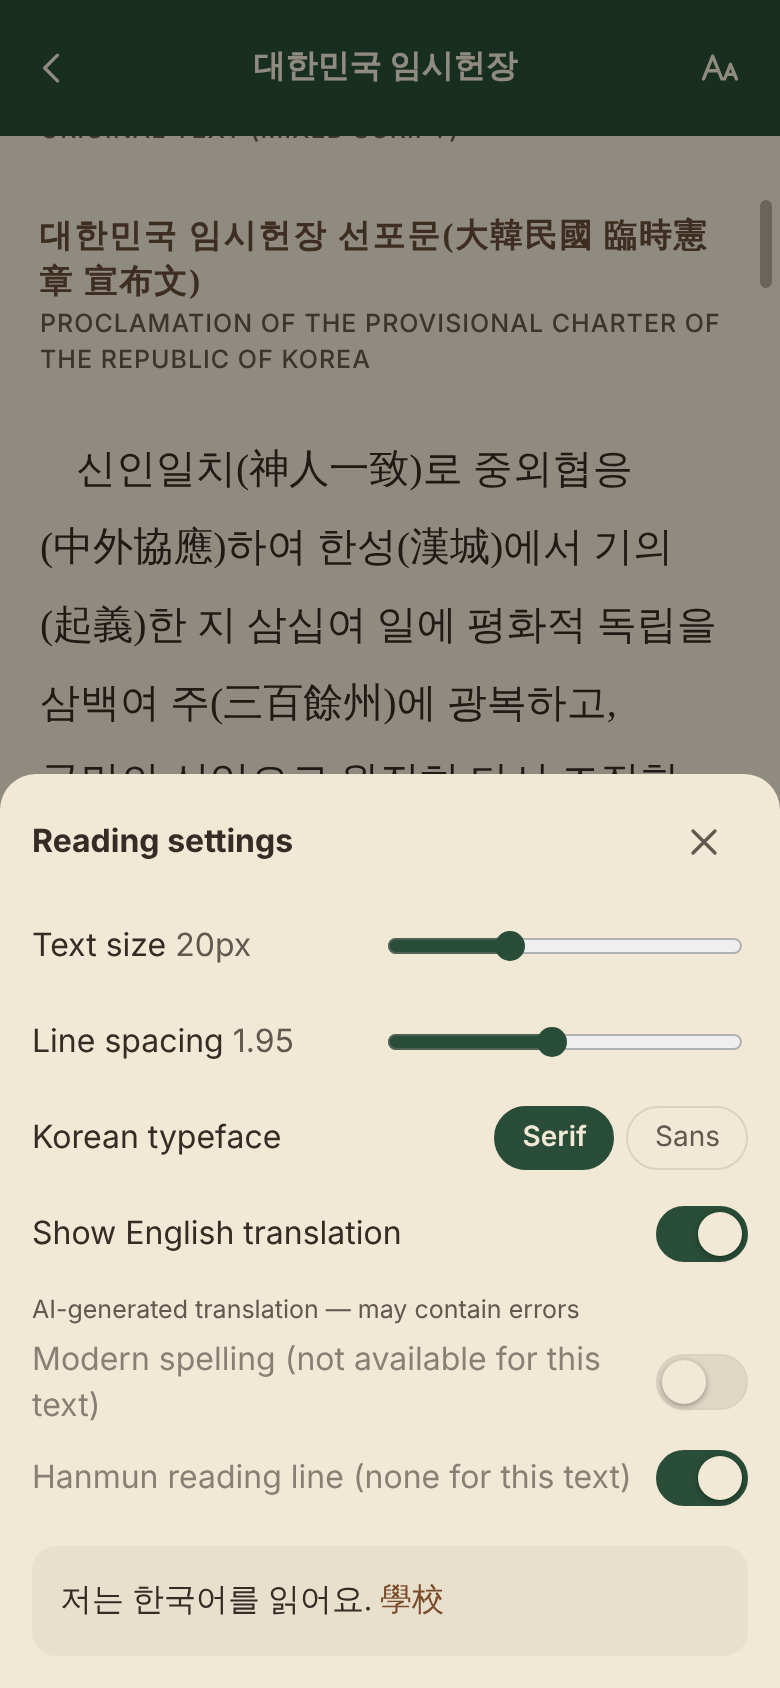 대한민국 임시헌장
AA
ORIGINAL TEXT (MIXED SCRIPT)
대한민국 임시헌장 선포문(大韓民國 臨時憲
章 宣布文)
PROCLAMATION OF THE PROVISIONAL CHARTER OF
THE REPUBLIC OF KOREA
신인일치(神人一致)로 중외협응
(中外協應)하여 한성(漢城)에서 기의
(起義)한 지 삼십여 일에 평화적 독립을
삼백여 주(三百餘州)에 광복하고,
Reading settings
Text size 20px
Line spacing 1.95
Korean typeface
Serif
Sans
Show English translation
AI-generated translation — may contain errors
Modern spelling (not available for this
text)
Hanmun reading line (none for this text)
저는 한국어를 읽어요. 學校